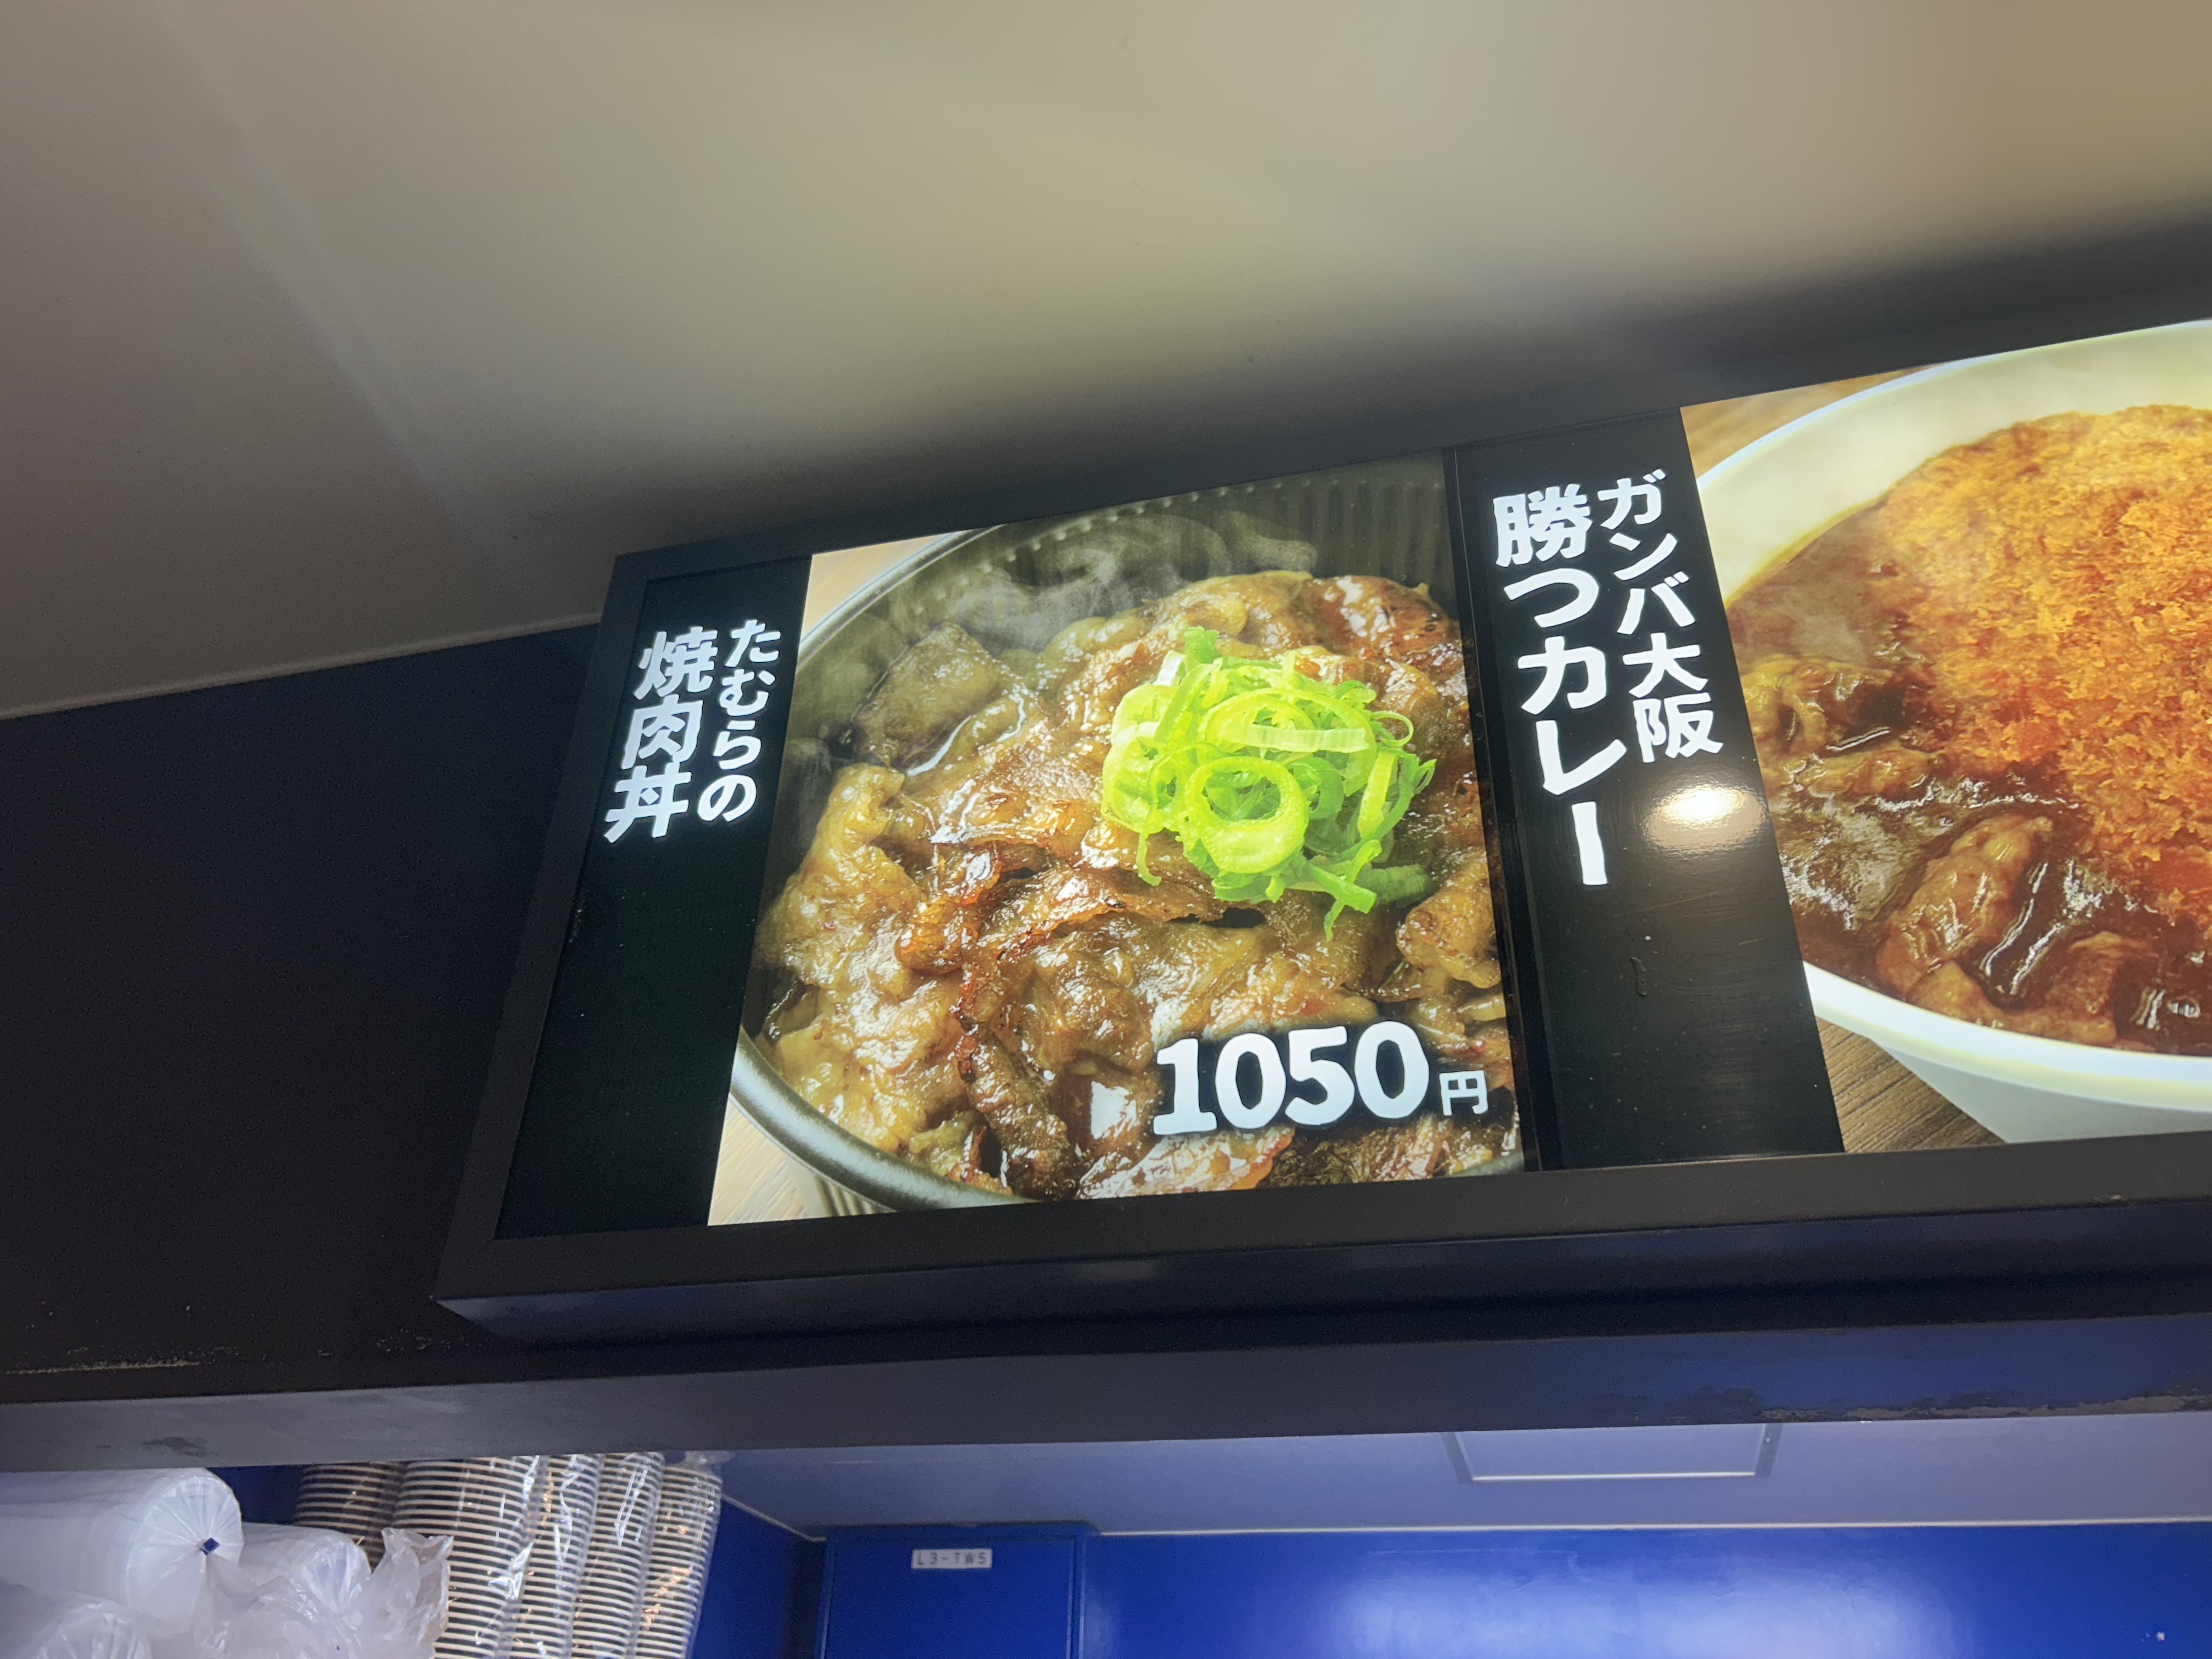 たむらの
焼肉丼
1050円
ガンバ大阪
勝つカレー
L3-TW5